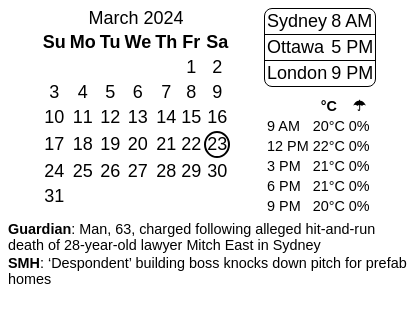 March 2024
Su Mo Tu We Th Fr Sa
1 2
3 4 5 6 7 8 9
10 11 12 13 14 15 16
17 18 19 20 21 22 23
24 25 26 27 28 29 30
31
Sydney 8 AM
Ottawa 5 PM
London 9 PM
°C ☂
9 AM 20°C 0%
12 PM 22°C 0%
3 PM 21°C 0%
6 PM 21°C 0%
9 PM 20°C 0%
Guardian: Man, 63, charged following alleged hit-and-run
death of 28-year-old lawyer Mitch East in Sydney
SMH: ‘Despondent’ building boss knocks down pitch for prefab
homes